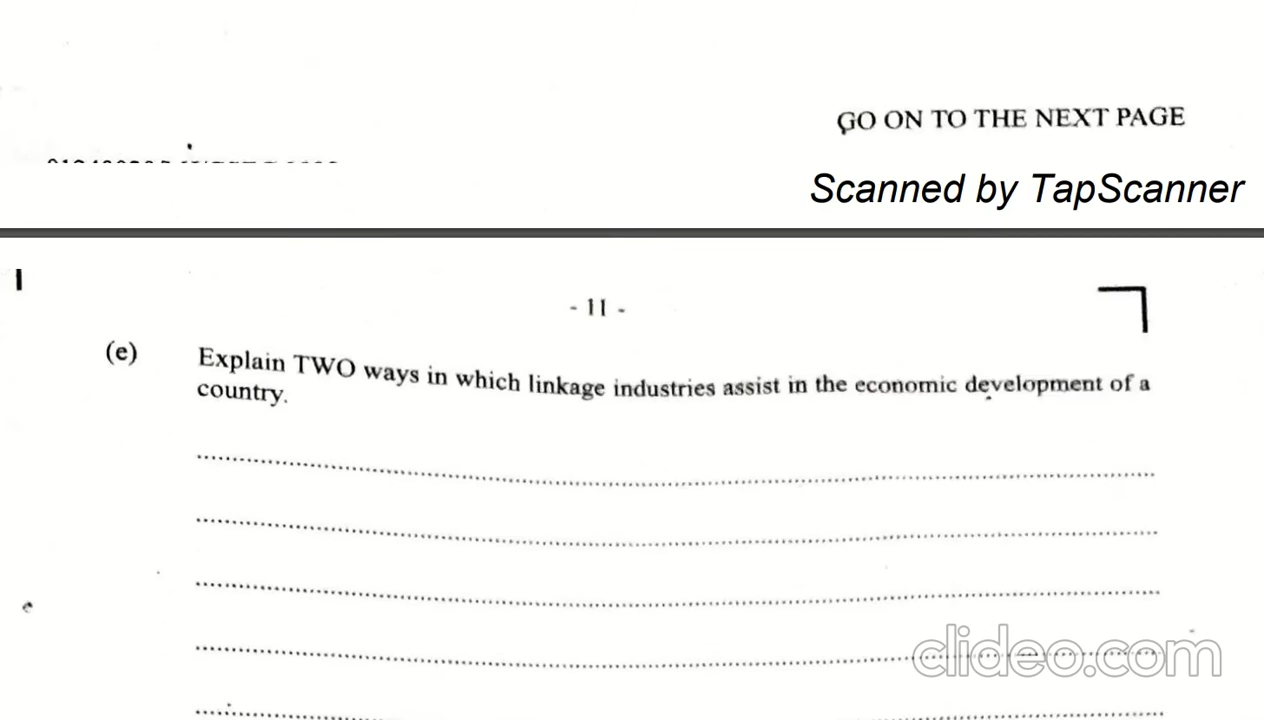 GO ON TO THE NEXT PAGE
Scanned by TapScanner
- 11 -
(e) Explain TWO ways in which linkage industries assist in the economic development of a
country.
clideo.com